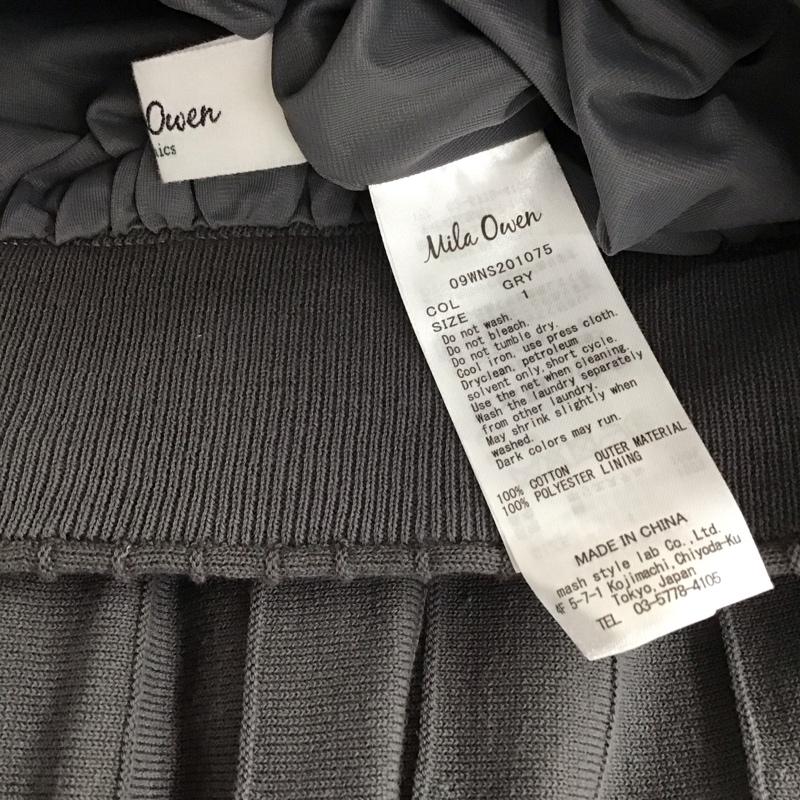 Owen
ics
Mila Owen
09WNS201075
COL GRY
SIZE 1
Do not wash.
Do not bleach.
Do not tumble dry.
Cool iron, use press cloth.
Dryclean, petroleum
solvent only,short cycle.
Use the net when cleaning.
Wash the laundry separately
from other laundry.
May shrink slightly when
washed.
Dark colors may run.
100% COTTON OUTER MATERIAL
100% POLYESTER LINING
MADE IN CHINA
mash style lab Co.,Ltd.
4F 5-7-1 Kojimachi,Chiyoda-Ku
Tokyo,Japan
TEL 03-5778-4105